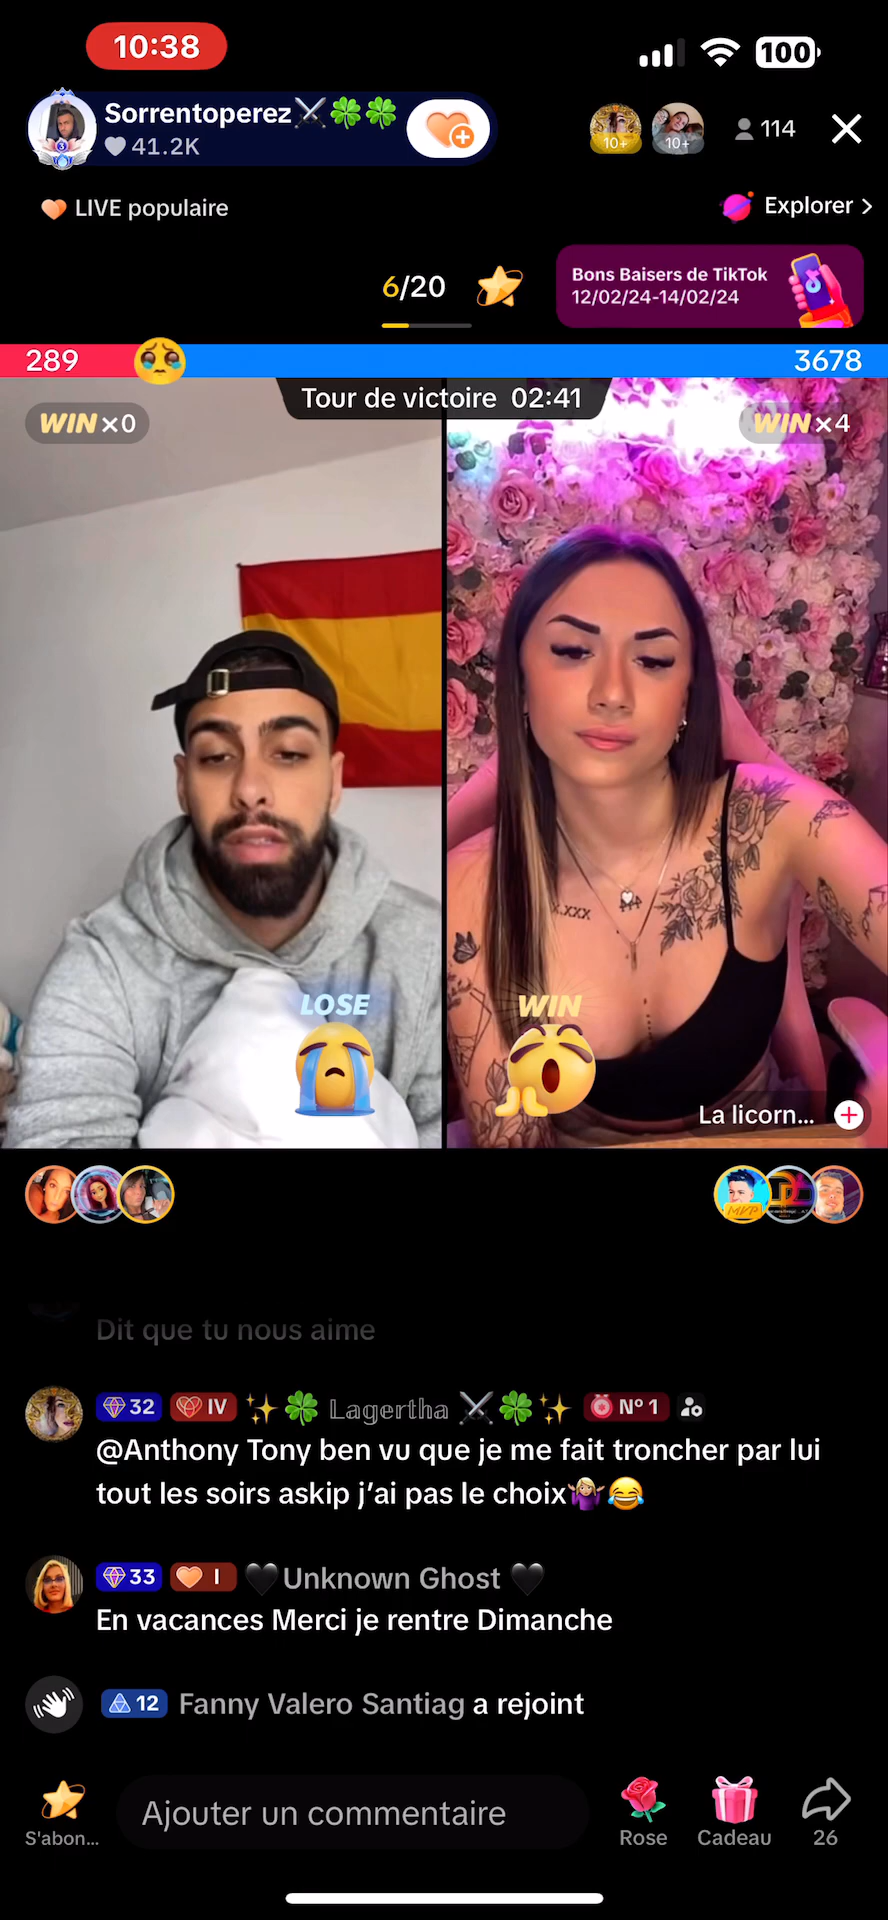 10:38
100
Sorrentoperez⚔️🍀🍀
41.2K
10+
10+
114
LIVE populaire
Explorer >
6/20
Bons Baisers de TikTok
12/02/24-14/02/24
289
3678
Tour de victoire 02:41
WIN x0
WIN x4
x.xxx
LOSE
WIN
La licorn...
MVP
Dit que tu nous aime
32 IV ✨🍀 𝕃𝕒𝕘𝕖𝕣𝕥𝕙𝕒 ⚔️🍀✨ Nº 1
@Anthony Tony ben vu que je me fait troncher par lui
tout les soirs askip j’ai pas le choix🤷🏼‍♀️😂
33 I 🖤Unknown Ghost 🖤
En vacances Merci je rentre Dimanche
12 Fanny Valero Santiag a rejoint
Ajouter un commentaire
S'abon...
Rose
Cadeau
26